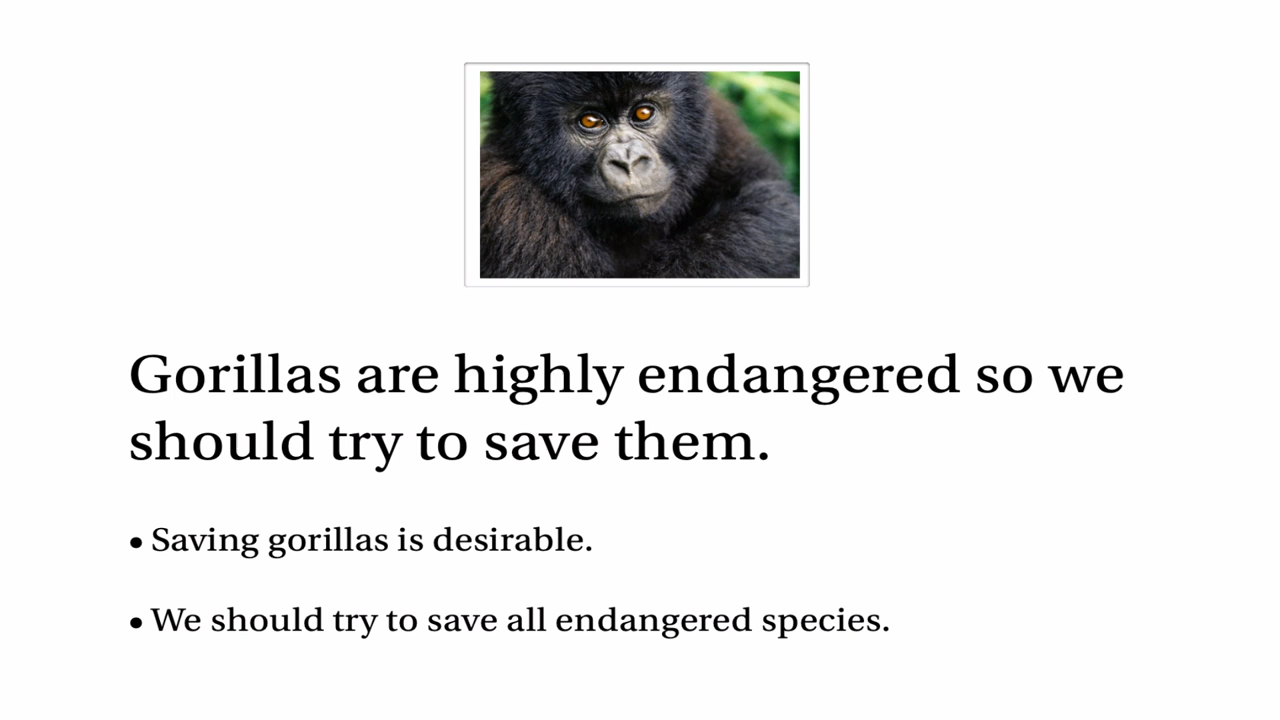 Gorillas are highly endangered so we
should try to save them.
• Saving gorillas is desirable.
• We should try to save all endangered species.